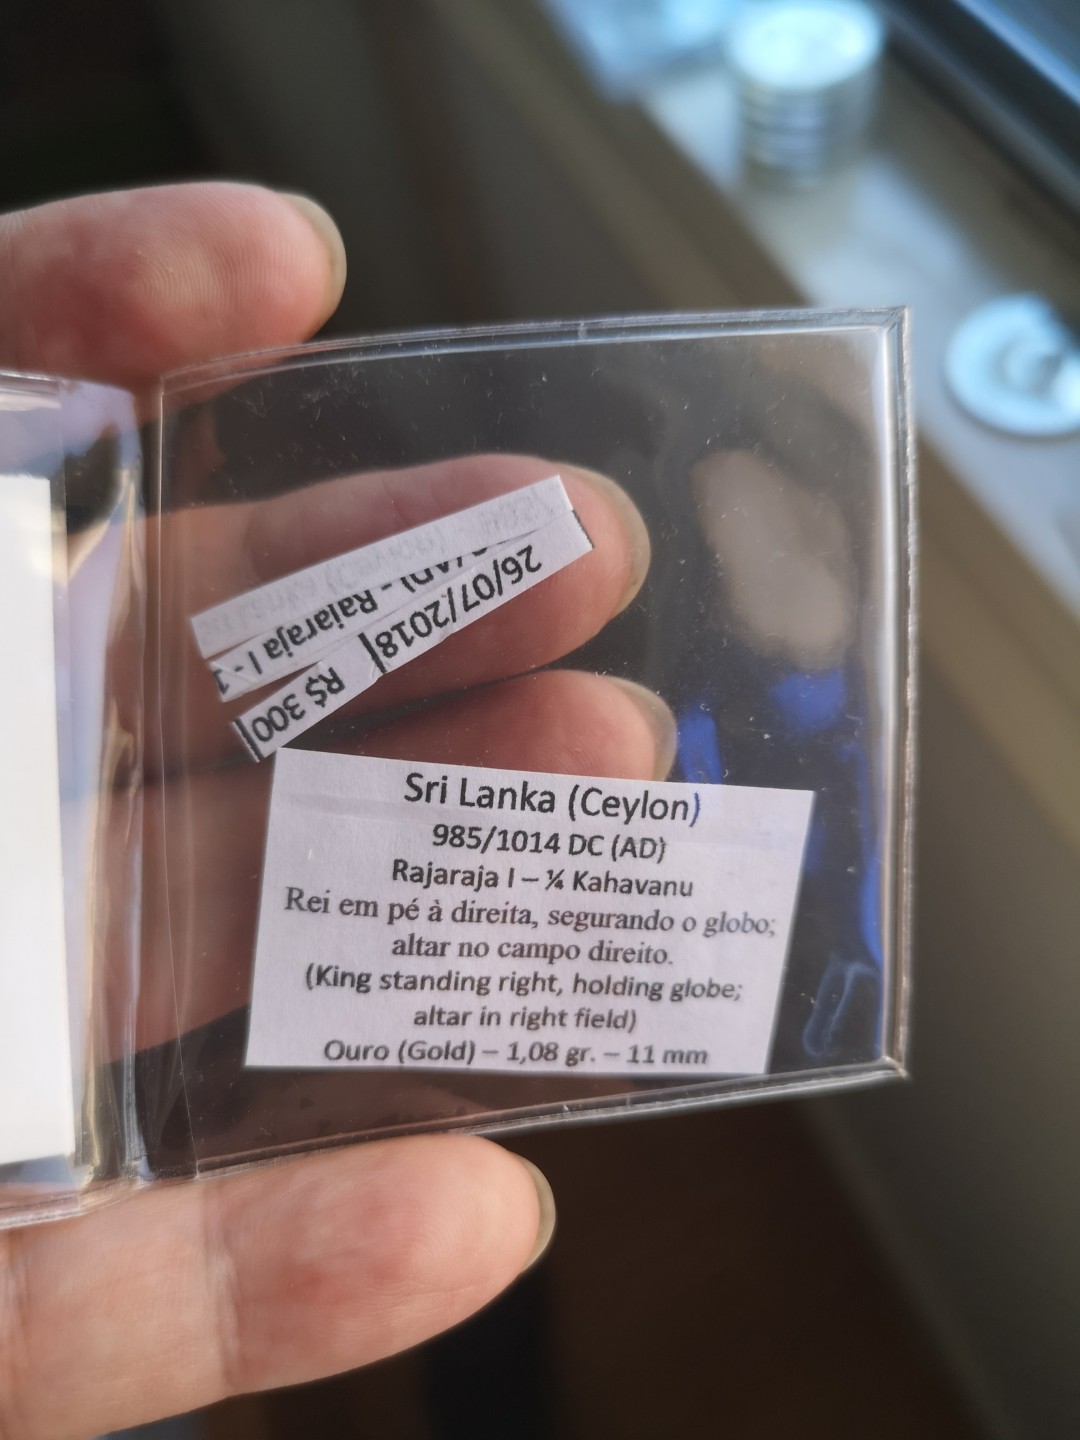 Rajaraja I -
26/07/2018
R$ 300
Sri Lanka (Ceylon)
985/1014 DC (AD)
Rajaraja I – ¼ Kahavanu
Rei em pé à direita, segurando o globo;
altar no campo direito.
(King standing right, holding globe;
altar in right field)
Ouro (Gold) – 1,08 gr. – 11 mm